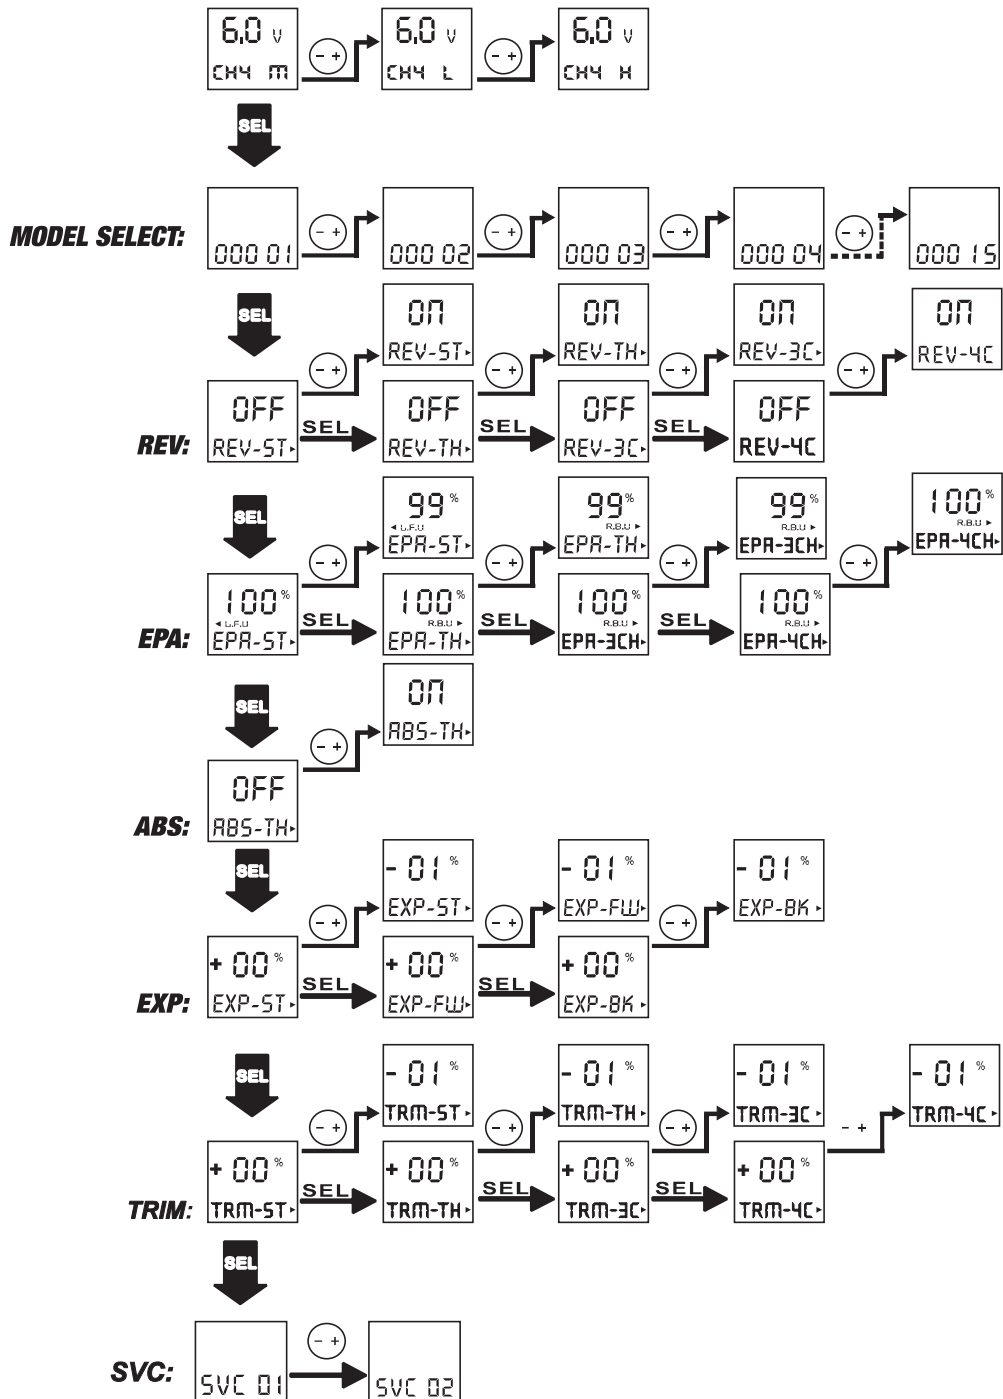 6.0 V 6.0 V 6.0 V
CH4 M - + CH4 L - + CH4 H
SEL
MODEL SELECT: 000 01 - + 000 02 - + 000 03 - + 000 04 - + 000 15
SEL
ON ON ON ON
REV-ST - + REV-TH - + REV-3C - + REV-4C
- +
OFF SEL OFF SEL OFF SEL OFF
REV: REV-ST REV-TH REV-3C REV-4C
SEL
99% 99% 99% 100%
L.F.U R.B.U R.B.U R.B.U
EPA-ST EPA-TH EPA-3CH EPA-4CH
- + - + - + - +
100% SEL 100% SEL 100% SEL 100%
L.F.U R.B.U R.B.U R.B.U
EPA: EPA-ST EPA-TH EPA-3CH EPA-4CH
SEL
ON
ABS-TH
- +
OFF
ABS: ABS-TH
SEL
- 01 % - 01 % - 01 %
EXP-ST EXP-FW EXP-BK
- + - + - +
+ 00 % SEL + 00 % SEL + 00 %
EXP: EXP-ST EXP-FW EXP-BK
SEL
- 01 % - 01 % - 01 % - 01 %
TRM-ST TRM-TH TRM-3C TRM-4C
- + - + - + - +
+ 00 % SEL + 00 % SEL + 00 % SEL + 00 %
TRIM: TRM-ST TRM-TH TRM-3C TRM-4C
SEL
- +
SVC: SVC 01 SVC 02